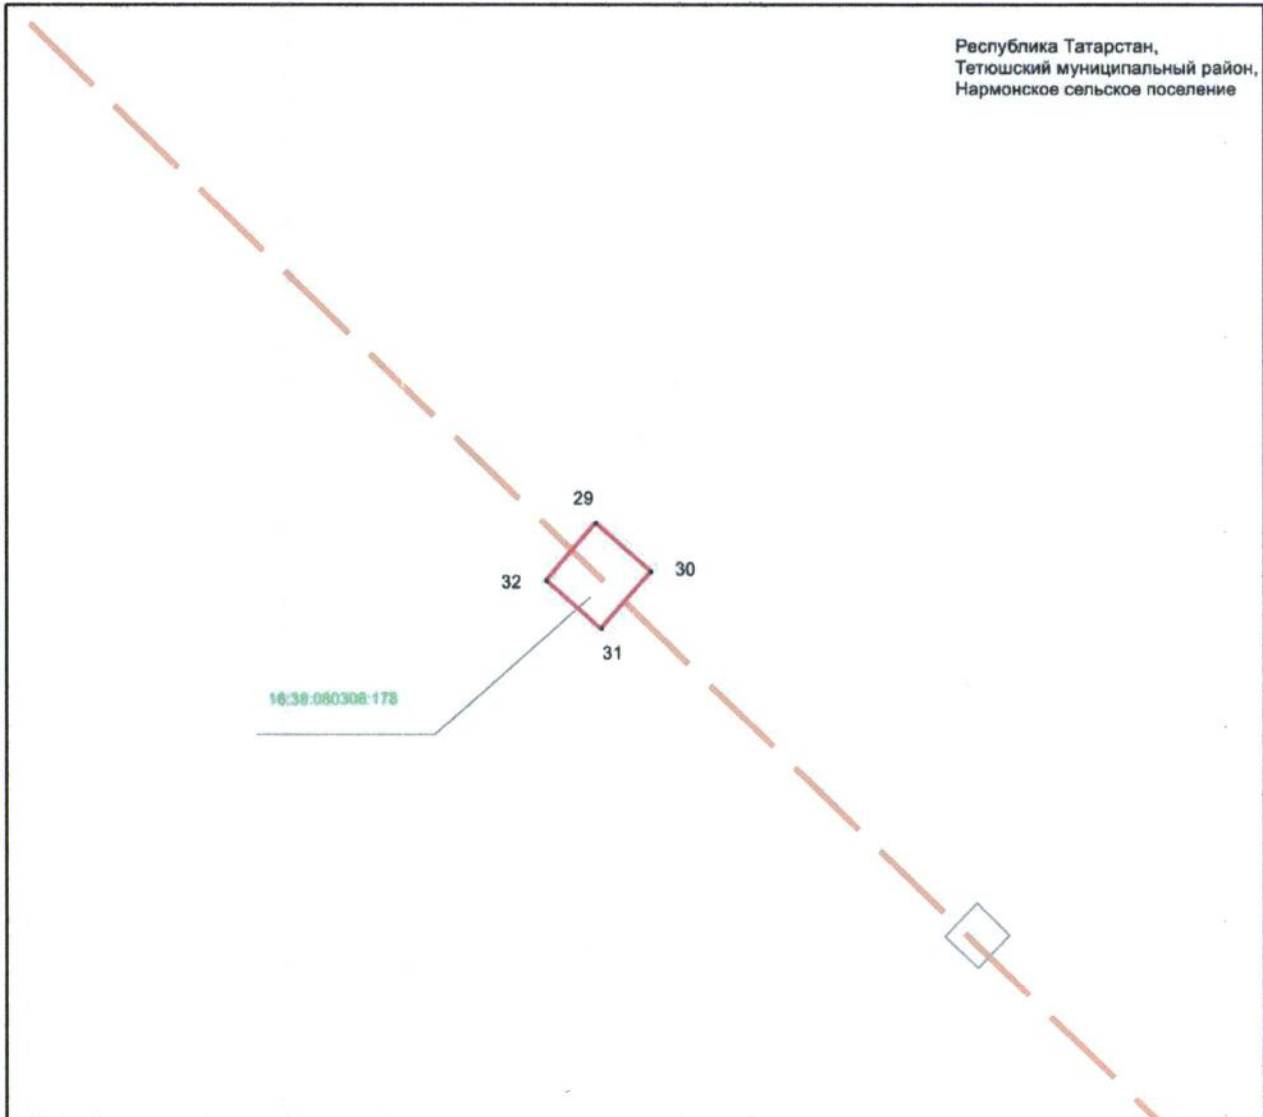 Республика Татарстан,
Тетюшский муниципальный район,
Нармонское сельское поселение
29
30
32
31
16:38:080308:178